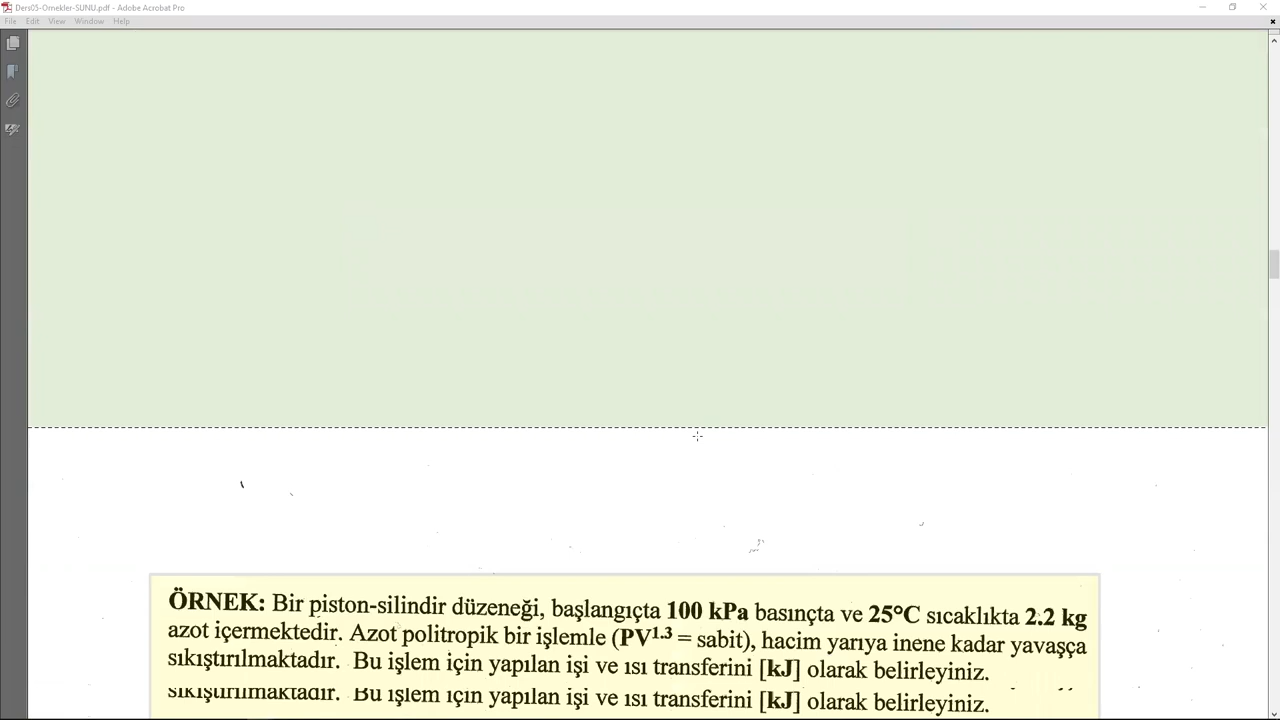 Ders05-Ornekler-SUNU.pdf - Adobe Acrobat Pro
File Edit View Window Help
ÖRNEK: Bir piston-silindir düzeneği, başlangıçta 100 kPa basınçta ve 25°C sıcaklıkta 2.2 kg
azot içermektedir. Azot politropik bir işlemle (PV^1.3 = sabit), hacim yarıya inene kadar yavaşça
sıkıştırılmaktadır. Bu işlem için yapılan işi ve ısı transferini [kJ] olarak belirleyiniz.
sıkıştırılmaktadır. Bu işlem için yapılan işi ve ısı transferini [kJ] olarak belirleyiniz.